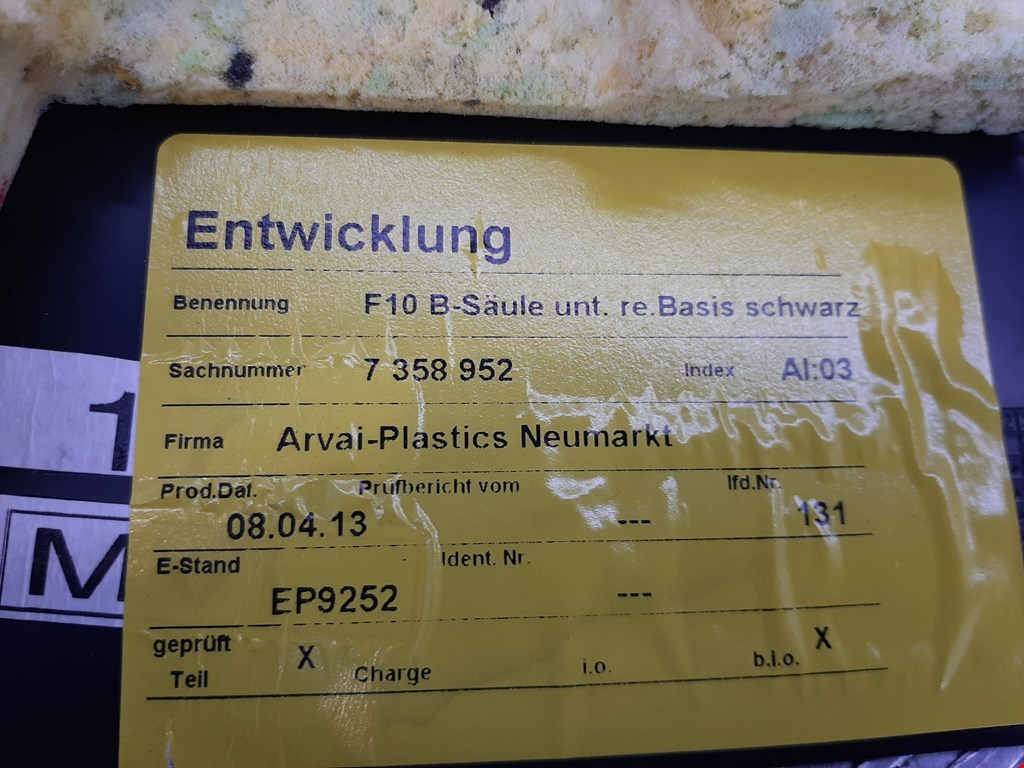 Entwicklung
Benennung F10 B-Säule unt. re.Basis schwarz
Sachnummer 7 358 952 Index AI:03
Firma Arvai-Plastics Neumarkt
Prod.Dat. Prüfbericht vom lfd.Nr.
08.04.13 --- 131
E-Stand Ident. Nr.
EP9252 ---
geprüft X X
Teil Charge i.o. b.i.o.
1
M